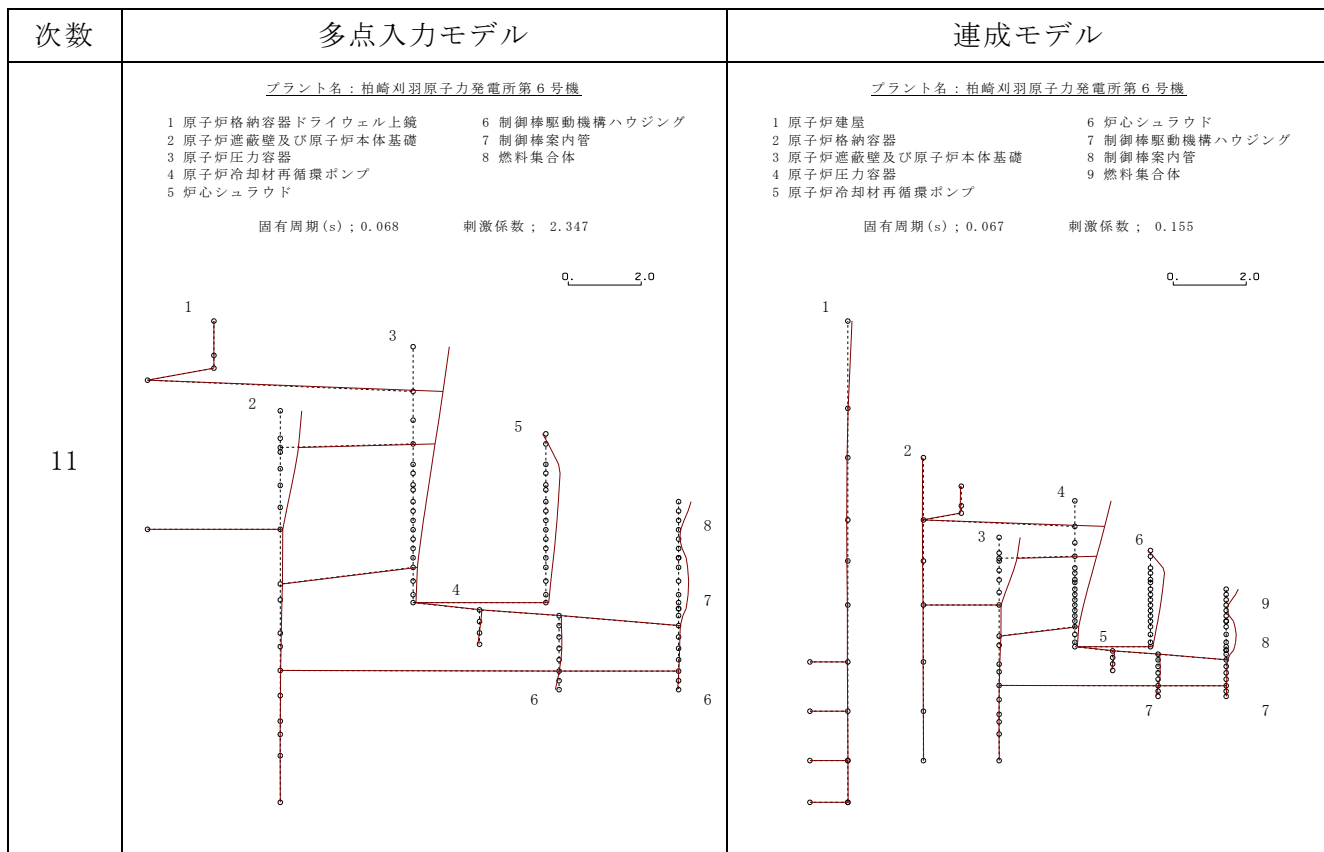 次数
多点入力モデル
連成モデル
11
プラント名：柏崎刈羽原子力発電所第６号機
1 原子炉格納容器ドライウェル上鏡
2 原子炉遮蔽壁及び原子炉本体基礎
3 原子炉圧力容器
4 原子炉冷却材再循環ポンプ
5 炉心シュラウド
6 制御棒駆動機構ハウジング
7 制御棒案内管
8 燃料集合体
固有周期(s)；0.068 刺激係数； 2.347
0. 2.0
1
3
2
5
8
4
7
6
6
プラント名：柏崎刈羽原子力発電所第６号機
1 原子炉建屋
2 原子炉格納容器
3 原子炉遮蔽壁及び原子炉本体基礎
4 原子炉圧力容器
5 原子炉冷却材再循環ポンプ
6 炉心シュラウド
7 制御棒駆動機構ハウジング
8 制御棒案内管
9 燃料集合体
固有周期(s)；0.067 刺激係数； 0.155
0. 2.0
1
2
4
3
6
9
5
8
7
7